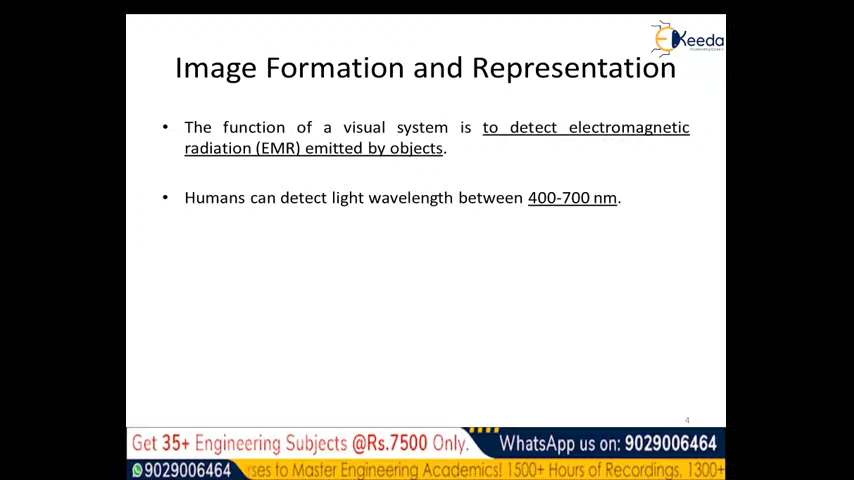 EKeeda
Image Formation and Representation
• The function of a visual system is to detect electromagnetic
radiation (EMR) emitted by objects.
• Humans can detect light wavelength between 400-700 nm.
4
Get 35+ Engineering Subjects @Rs.7500 Only.
WhatsApp us on: 9029006464
9029006464
rses to Master Engineering Academics! 1500+ Hours of Recordings, 1300+